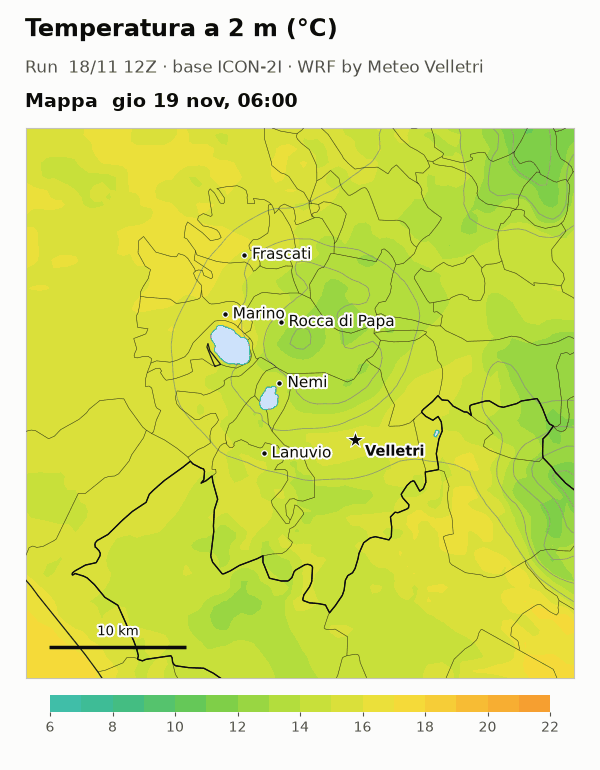 Temperatura a 2 m (°C)
Run  18/11 12Z · base ICON-2I · WRF by Meteo Velletri
Mappa  gio 19 nov, 06:00
Frascati
Marino
Rocca di Papa
Nemi
Velletri
Lanuvio
10 km
6 8 10 12 14 16 18 20 22